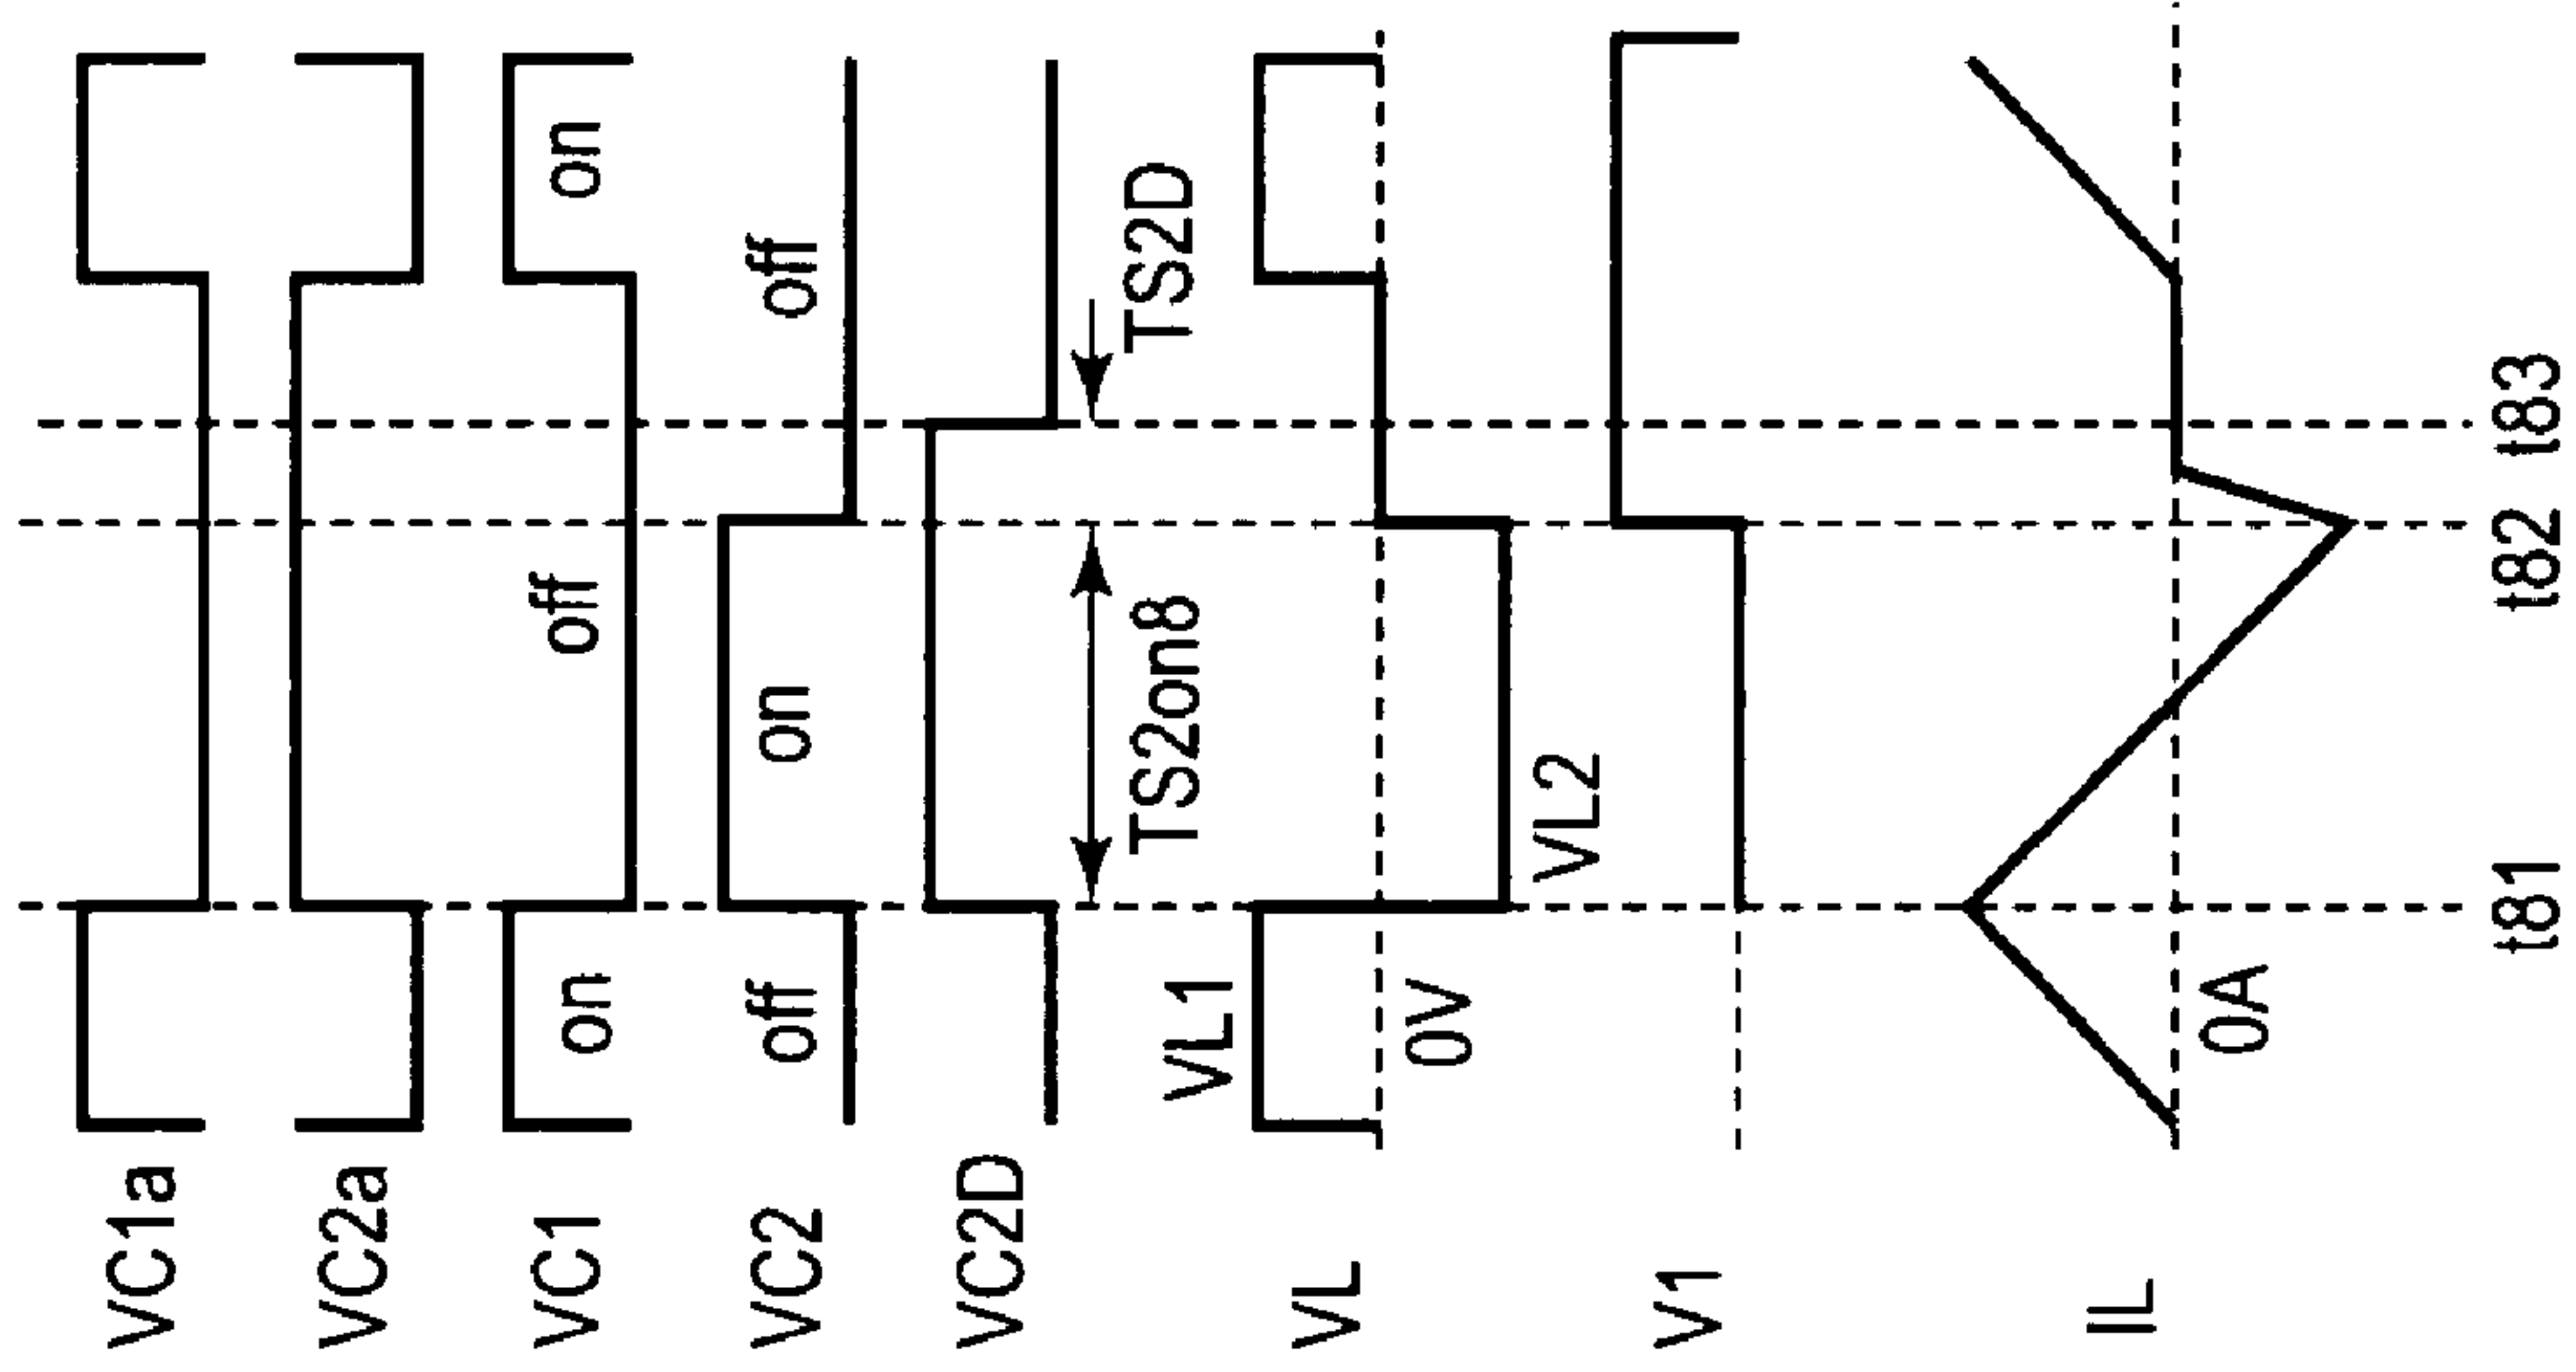 VC1a
VC2a
VC1
on
off
on
VC2
off
on
off
VC2D
TS2on8
TS2D
VL
VL1
0V
VL2
V1
IL
0A
t81
t82
t83